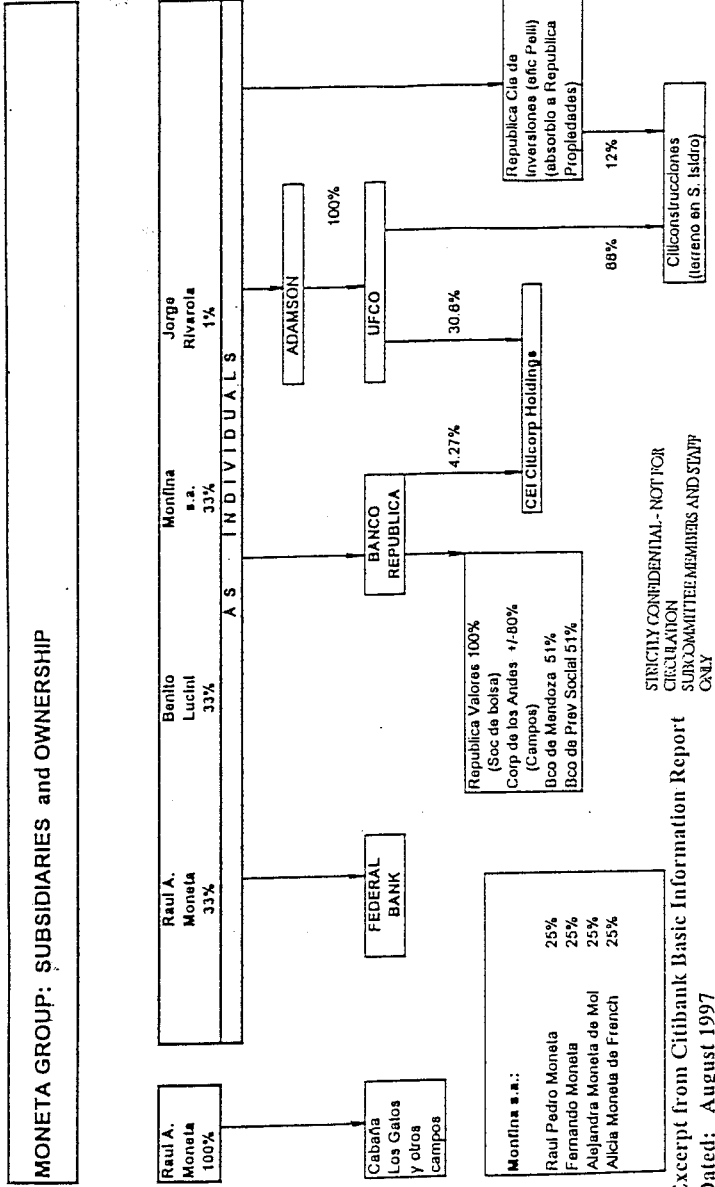 MONETA GROUP: SUBSIDIARIES and OWNERSHIP
Raul A.
Moneta
100%
Raul A.
Moneta
33%
Benito
Lucini
33%
Monfina
s.a.
33%
Jorge
Rivarola
1%
AS INDIVIDUALS
Cabaña
Los Gatos
y otros
campos
FEDERAL
BANK
BANCO
REPUBLICA
ADAMSON
100%
UFCO
4.27%
30.8%
CEI Citicorp Holdings
Republica Cia de
Inversiones (eñc Pelli)
(absorbio a Republica
Propiedades)
88%
12%
Citiconstrucciones
(terreno en S. Isidro)
Republica Valores 100%
(Soc de bolsa)
Corp de los Andes +/-80%
(Campos)
Bco de Mendoza 51%
Bco de Prev Social 51%
Monfina s.a.:
Raul Pedro Moneta 25%
Fernando Moneta 25%
Alejandra Moneta de Mol 25%
Alicia Moneta de French 25%
STRICTLY CONFIDENTIAL - NOT FOR
CIRCULATION
SUBCOMMITTEE MEMBERS AND STAFF
ONLY
Excerpt from Citibank Basic Information Report
Dated: August 1997